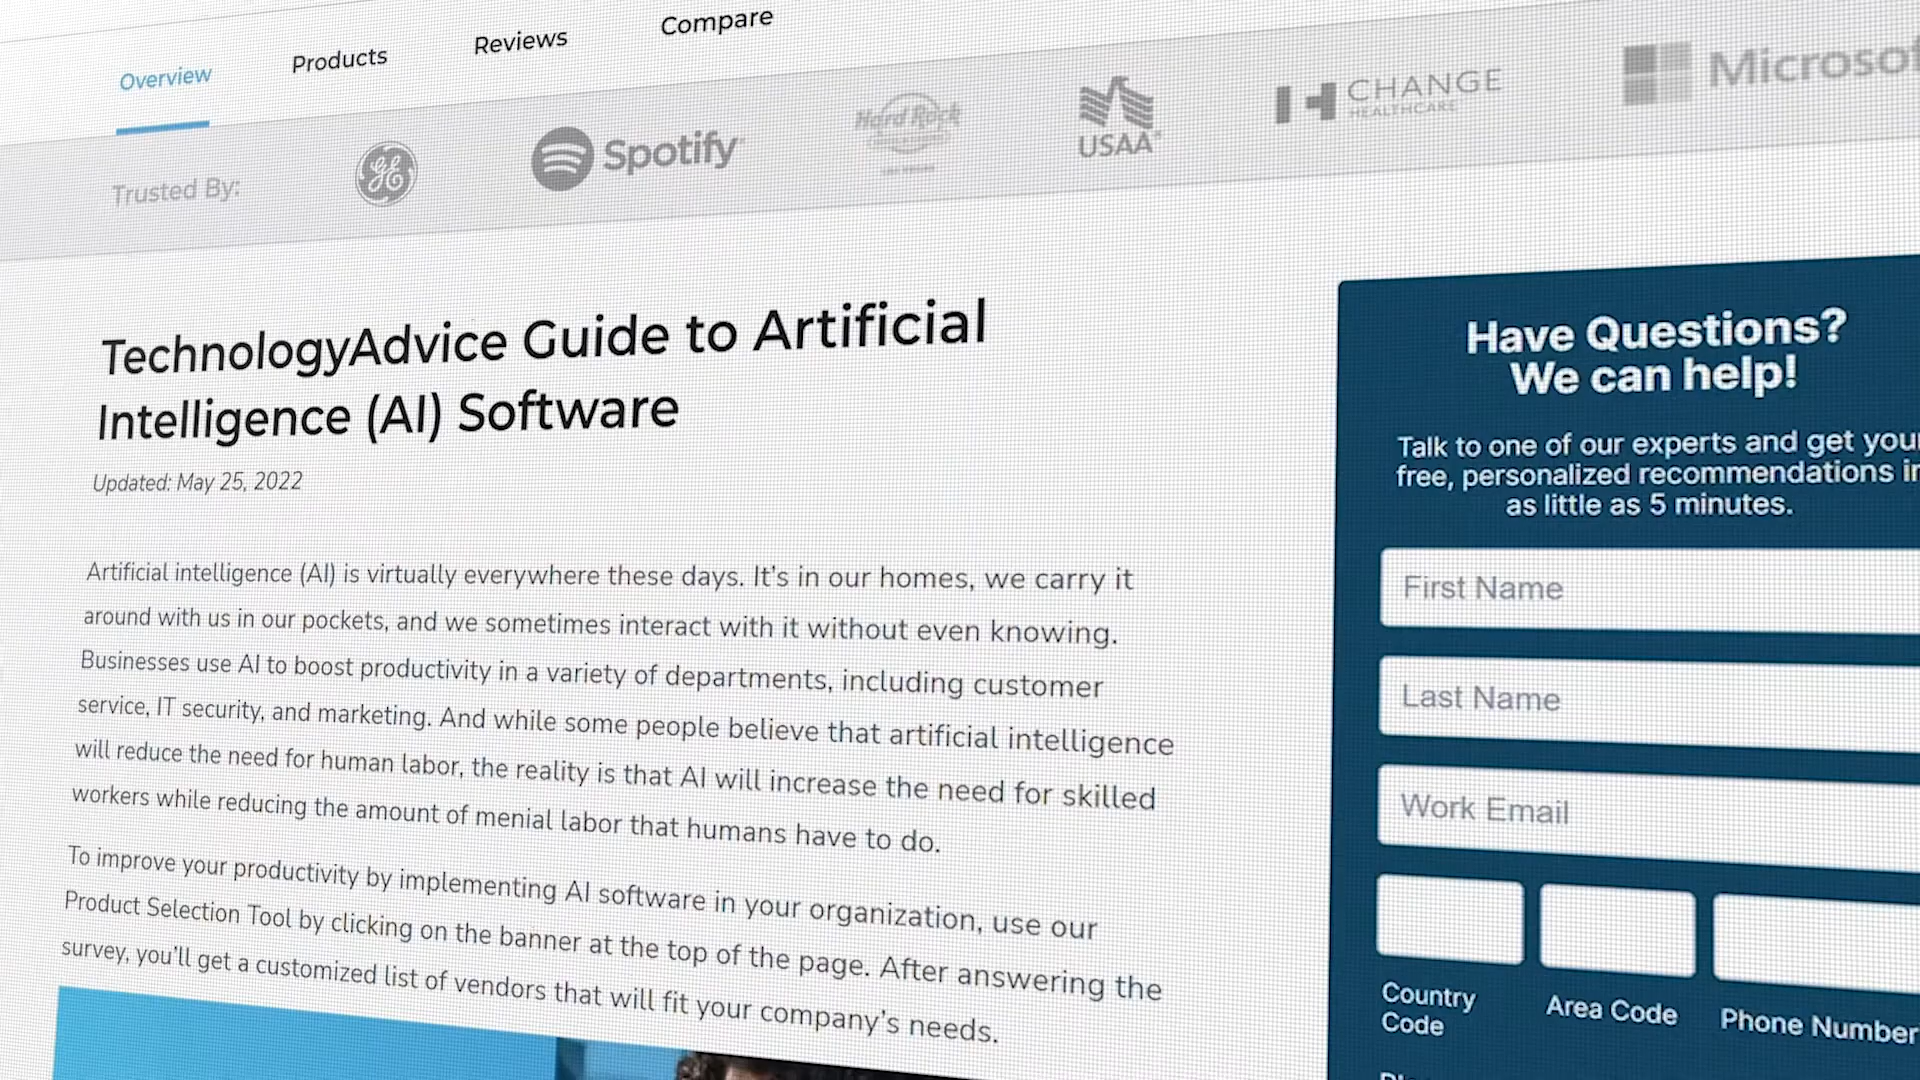 Overview
Products
Reviews
Compare
Trusted By:
GE
Spotify
Hard Rock
USAA
CHANGE
HEALTHCARE
Microsof
TechnologyAdvice Guide to Artificial
Intelligence (AI) Software
Updated: May 25, 2022
Artificial intelligence (AI) is virtually everywhere these days. It’s in our homes, we carry it
around with us in our pockets, and we sometimes interact with it without even knowing.
Businesses use AI to boost productivity in a variety of departments, including customer
service, IT security, and marketing. And while some people believe that artificial intelligence
will reduce the need for human labor, the reality is that AI will increase the need for skilled
workers while reducing the amount of menial labor that humans have to do.
To improve your productivity by implementing AI software in your organization, use our
Product Selection Tool by clicking on the banner at the top of the page. After answering the
survey, you’ll get a customized list of vendors that will fit your company’s needs.
Have Questions?
We can help!
Talk to one of our experts and get your
free, personalized recommendations in
as little as 5 minutes.
First Name
Last Name
Work Email
Country
Code
Area Code
Phone Number